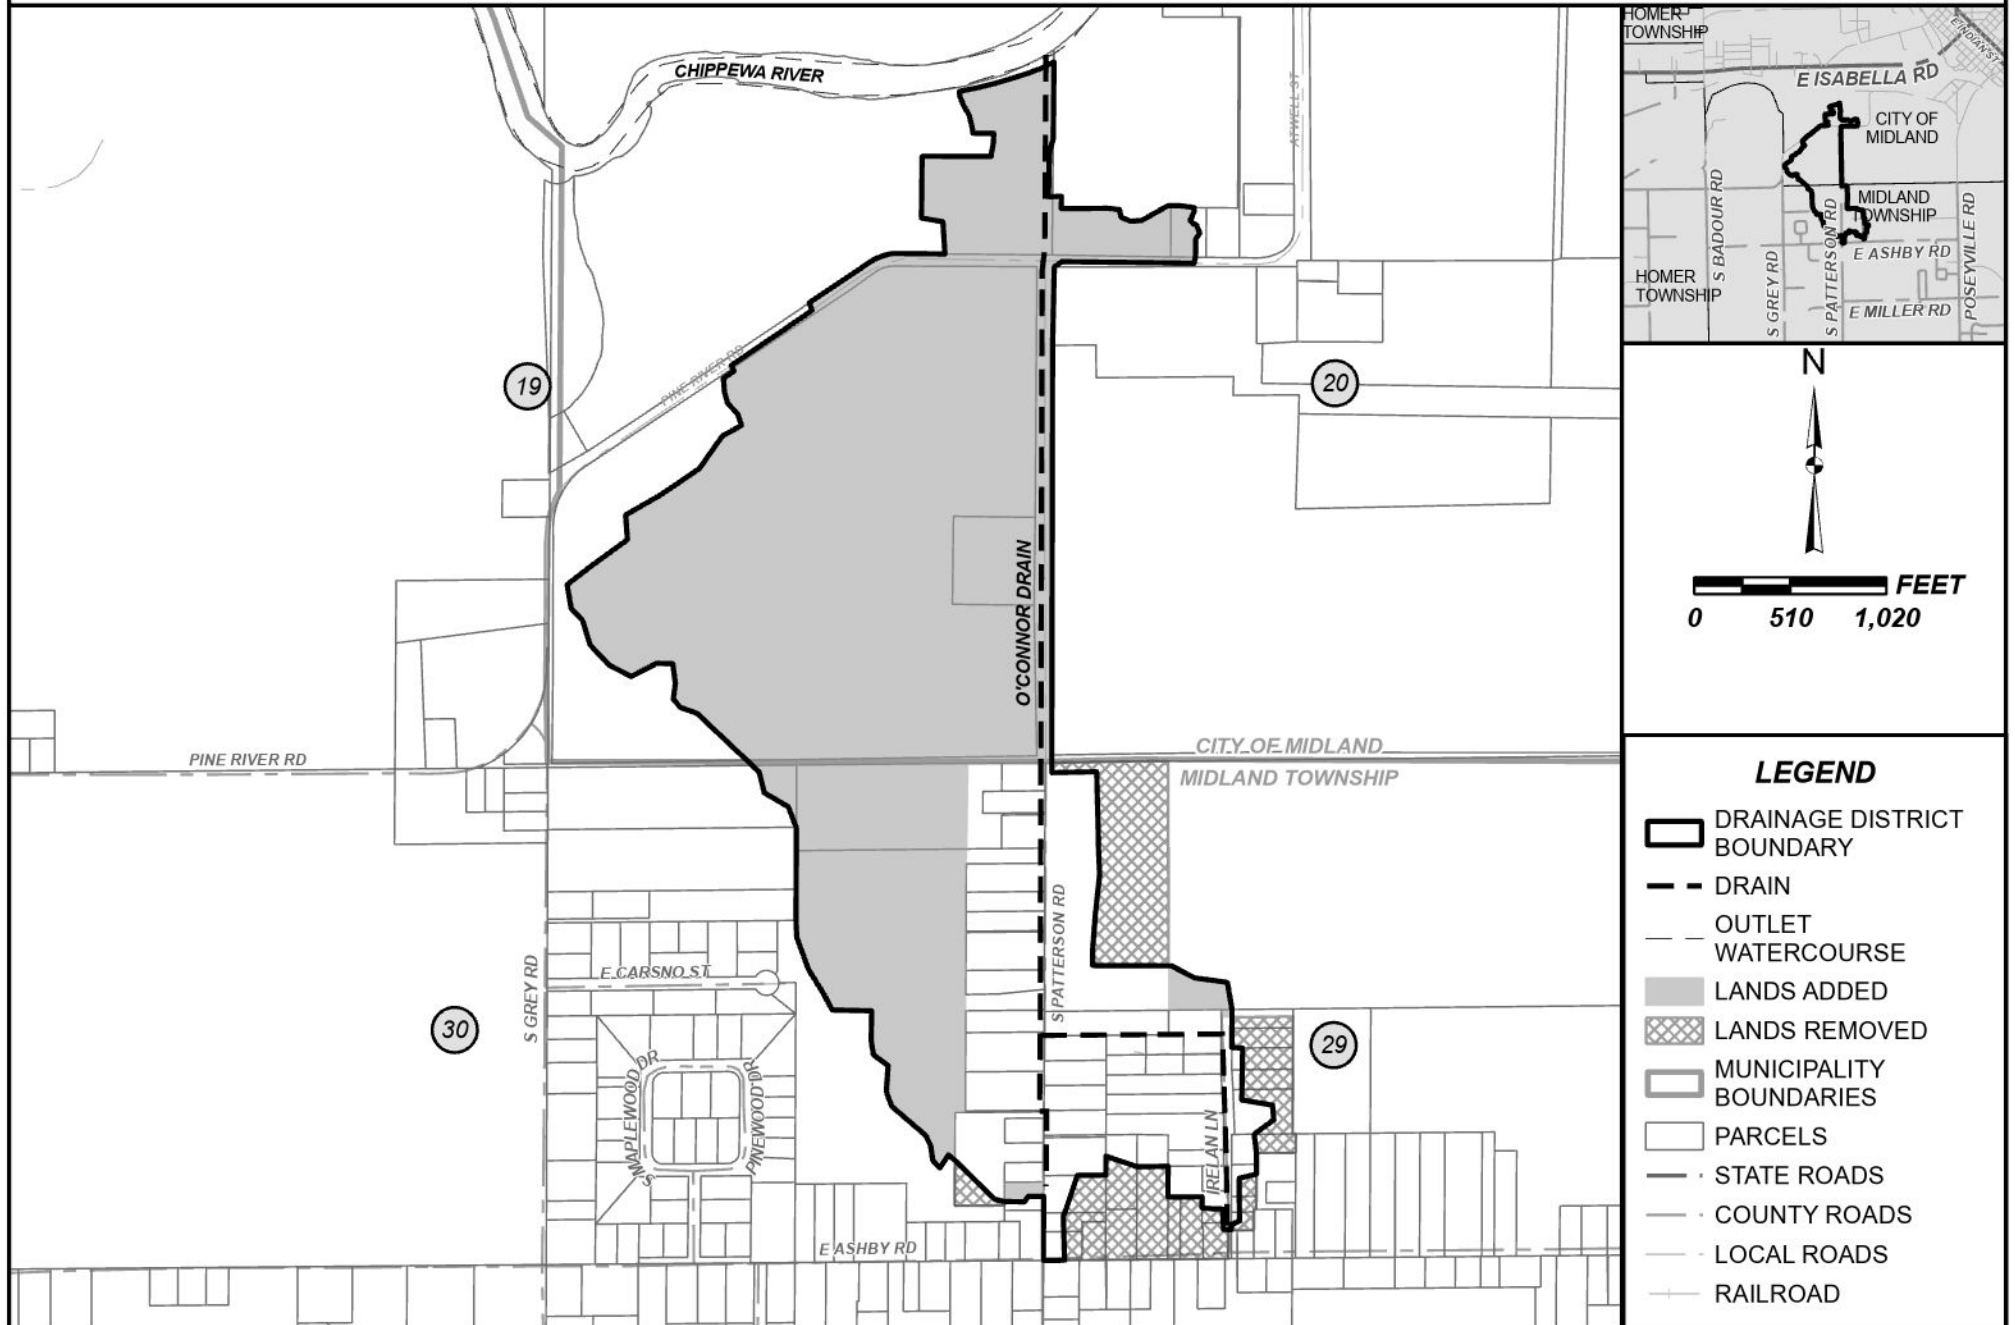 CHIPPEWA RIVER
ATWELL ST
19
20
PINE RIVER RD
O'CONNOR DRAIN
PINE RIVER RD
CITY OF MIDLAND
MIDLAND TOWNSHIP
S GREY RD
E CARSNO ST
S PATTERSON RD
30
29
S MAPLEWOOD DR
PINEWOOD DR
IRELAN LN
E ASHBY RD
HOMER
TOWNSHIP
E INDIAN ST
E ISABELLA RD
CITY OF
MIDLAND
S BADOUR RD
MIDLAND
TOWNSHIP
S PATTERSON RD
POSEYVILLE RD
E ASHBY RD
HOMER
TOWNSHIP
S GREY RD
E MILLER RD
N
FEET
0 510 1,020
LEGEND
DRAINAGE DISTRICT
BOUNDARY
DRAIN
OUTLET
WATERCOURSE
LANDS ADDED
LANDS REMOVED
MUNICIPALITY
BOUNDARIES
PARCELS
STATE ROADS
COUNTY ROADS
LOCAL ROADS
RAILROAD